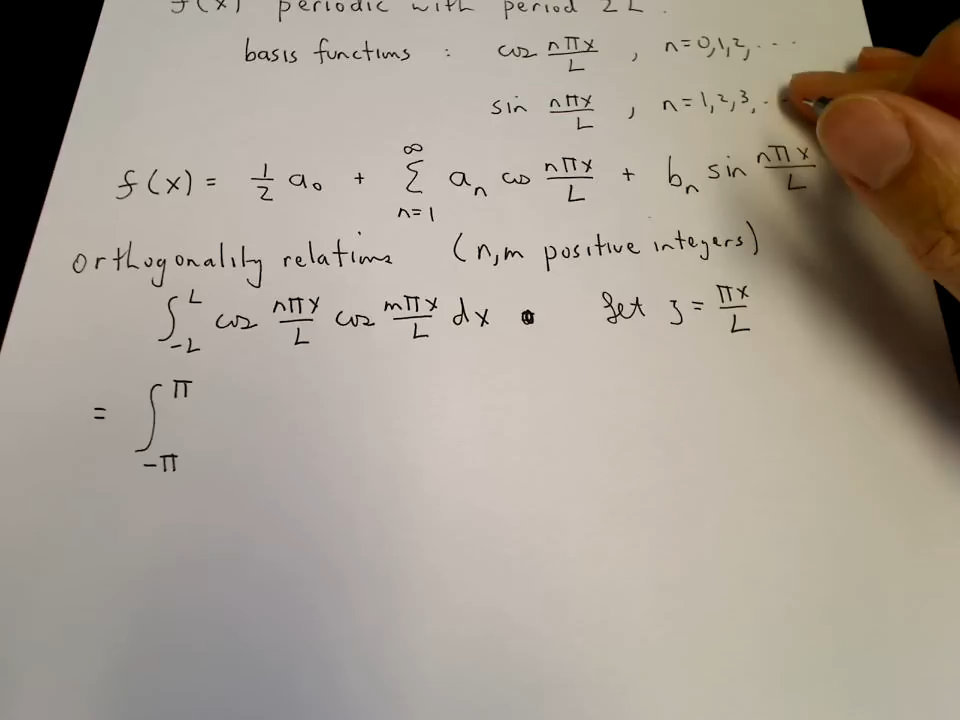 f(x) periodic with period 2L.
basis functions : cos nπx/L , n=0,1,2,...
sin nπx/L , n=1,2,3,..
f(x) = 1/2 a₀ + ∑_{n=1}^{∞} aₙ cos nπx/L + bₙ sin nπx/L
orthogonality relations (n,m positive integers)
∫_{-L}^{L} cos nπx/L cos mπx/L dx . Let ξ = πx/L
= ∫_{-π}^{π}